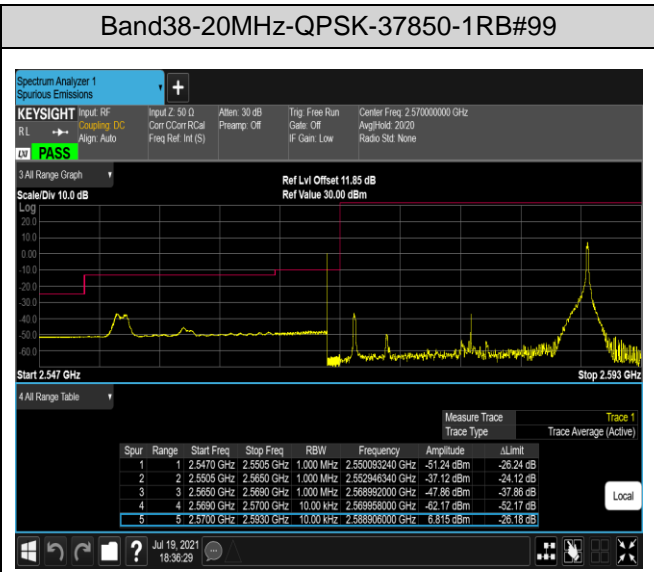 Band38-20MHz-QPSK-37850-1RB#99
Spectrum Analyzer 1
Spurious Emissions
+
KEYSIGHT Input: RF Input Z: 50 Ω Atten: 30 dB Trig: Free Run Center Freq: 2.570000000 GHz
RL Coupling: DC Corr CCorr RCal Preamp: Off Gate: Off Avg|Hold: 20/20
Align: Auto Freq Ref: Int (S) IF Gain: Low Radio Std: None
LXI PASS
3 All Range Graph
Ref Lvl Offset 11.85 dB
Scale/Div 10.0 dB Ref Value 30.00 dBm
Log
20.0
10.0
0.00
-10.0
-20.0
-30.0
-40.0
-50.0
-60.0
Start 2.547 GHz Stop 2.593 GHz
4 All Range Table
Measure Trace Trace 1
Trace Type Trace Average (Active)
Spur Range Start Freq Stop Freq RBW Frequency Amplitude ΔLimit
1 1 2.5470 GHz 2.5505 GHz 1.000 MHz 2.550093240 GHz -51.24 dBm -26.24 dB
2 2 2.5505 GHz 2.5650 GHz 1.000 MHz 2.552946340 GHz -37.12 dBm -24.12 dB
3 3 2.5650 GHz 2.5690 GHz 1.000 MHz 2.568992000 GHz -47.86 dBm -37.86 dB
4 4 2.5690 GHz 2.5700 GHz 10.00 kHz 2.569958000 GHz -62.17 dBm -52.17 dB
5 5 2.5700 GHz 2.5930 GHz 10.00 kHz 2.588906000 GHz 6.815 dBm -26.18 dB
Local
? Jul 19, 2021
18:36:29